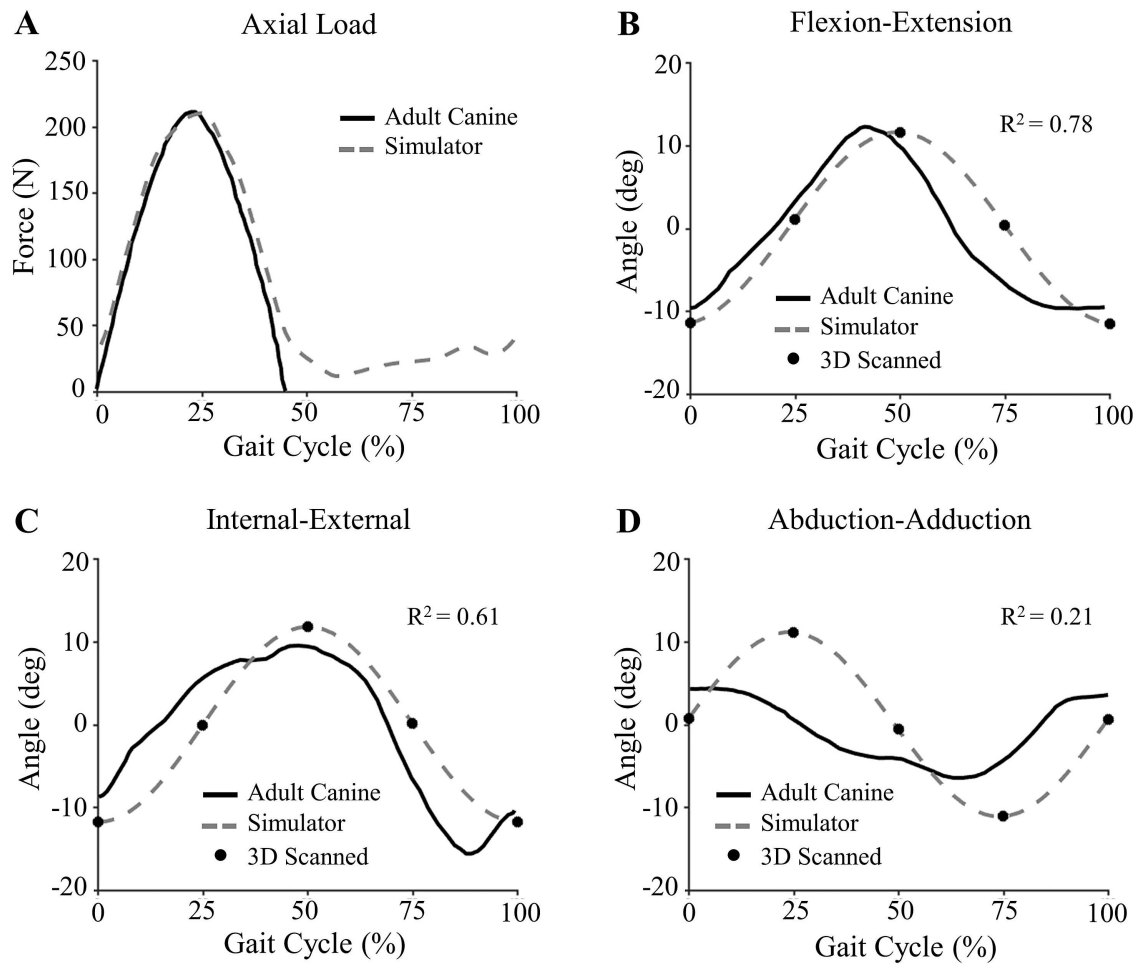 A
Axial Load
250
200
150
100
50
0
Force (N)
Adult Canine
Simulator
0 25 50 75 100
Gait Cycle (%)
B
Flexion-Extension
20
10
0
-10
-20
Angle (deg)
R² = 0.78
Adult Canine
Simulator
3D Scanned
0 25 50 75 100
Gait Cycle (%)
C
Internal-External
20
10
0
-10
-20
Angle (deg)
R² = 0.61
Adult Canine
Simulator
3D Scanned
0 25 50 75 100
Gait Cycle (%)
D
Abduction-Adduction
20
10
0
-10
-20
Angle (deg)
R² = 0.21
Adult Canine
Simulator
3D Scanned
0 25 50 75 100
Gait Cycle (%)